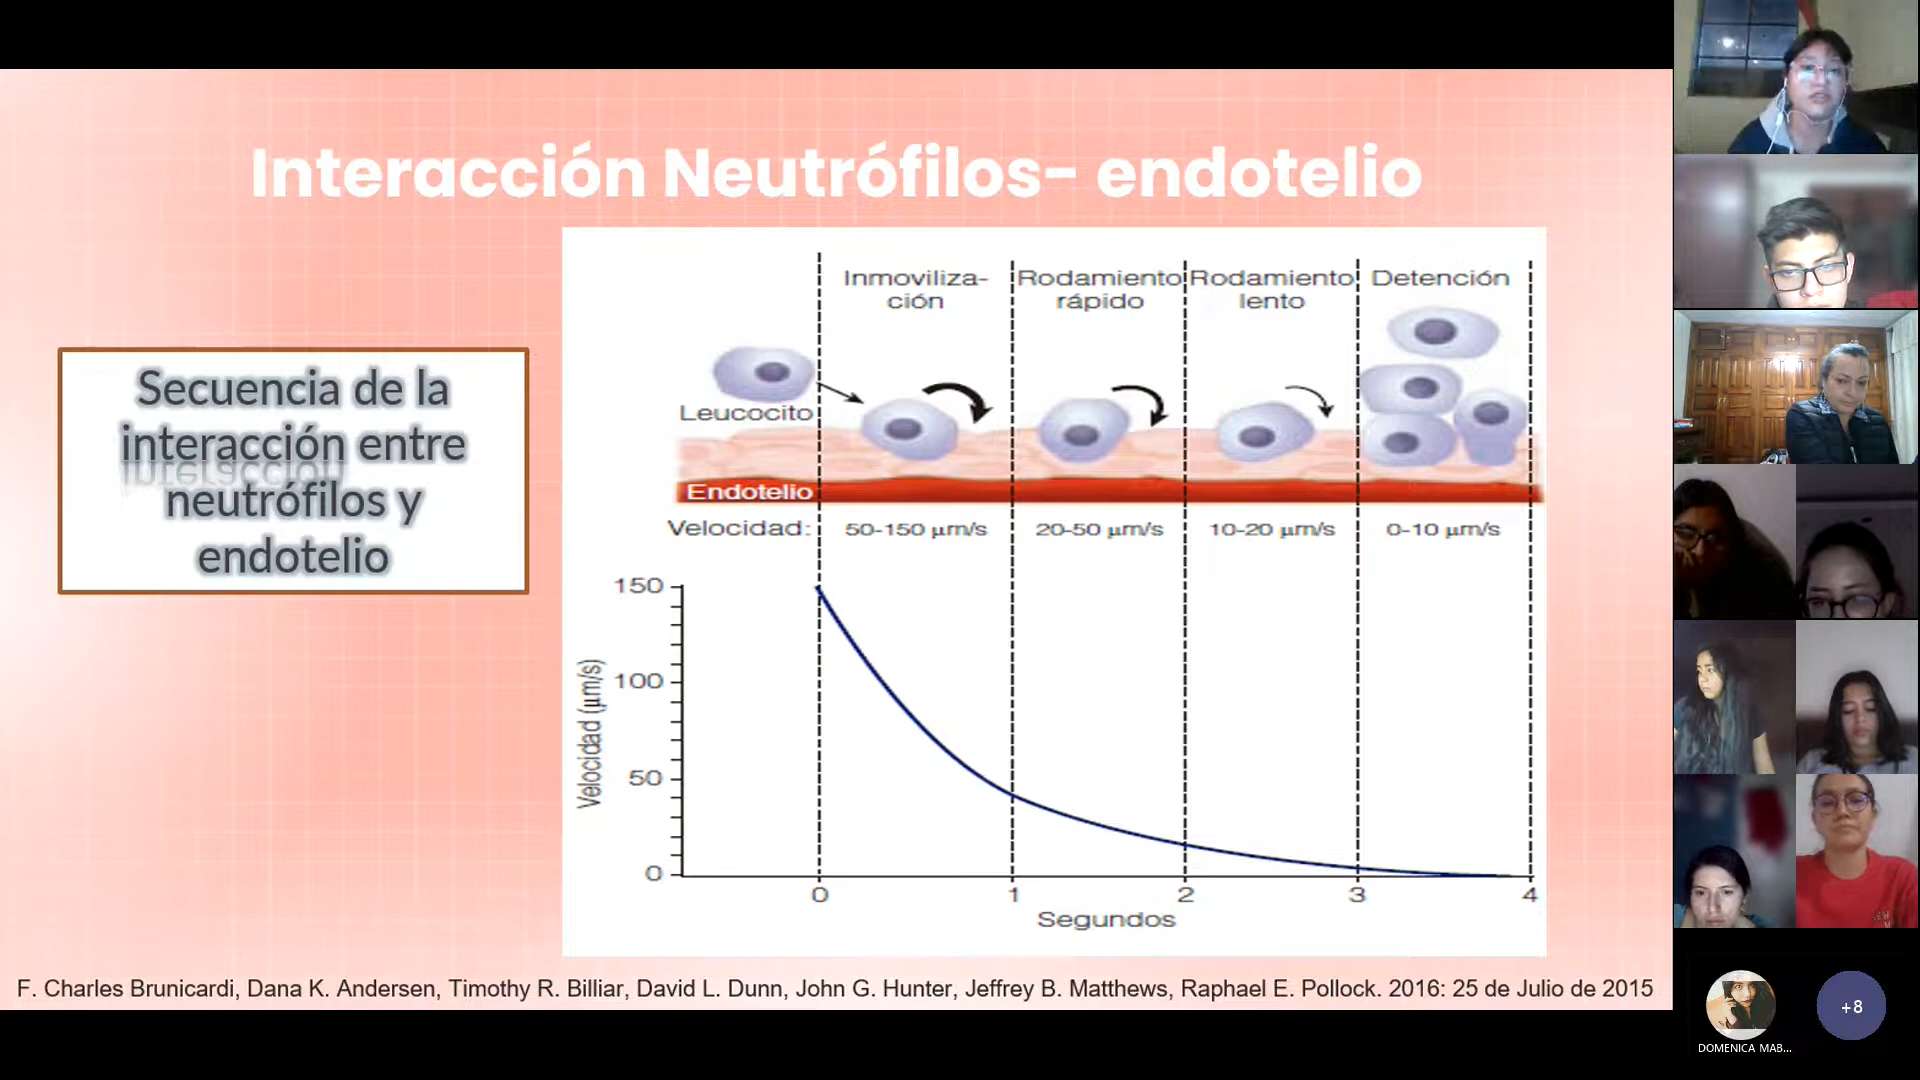 Interacción Neutrófilos- endotelio
Secuencia de la
interacción entre
neutrófilos y
endotelio
Inmoviliza-
ción
Rodamiento
rápido
Rodamiento
lento
Detención
Leucocito
Endotelio
Velocidad:
50-150 μm/s
20-50 μm/s
10-20 μm/s
0-10 μm/s
Velocidad (μm/s)
150
100
50
0
0
1
2
3
4
Segundos
F. Charles Brunicardi, Dana K. Andersen, Timothy R. Billiar, David L. Dunn, John G. Hunter, Jeffrey B. Matthews, Raphael E. Pollock. 2016: 25 de Julio de 2015
+8
DOMENICA MAB...